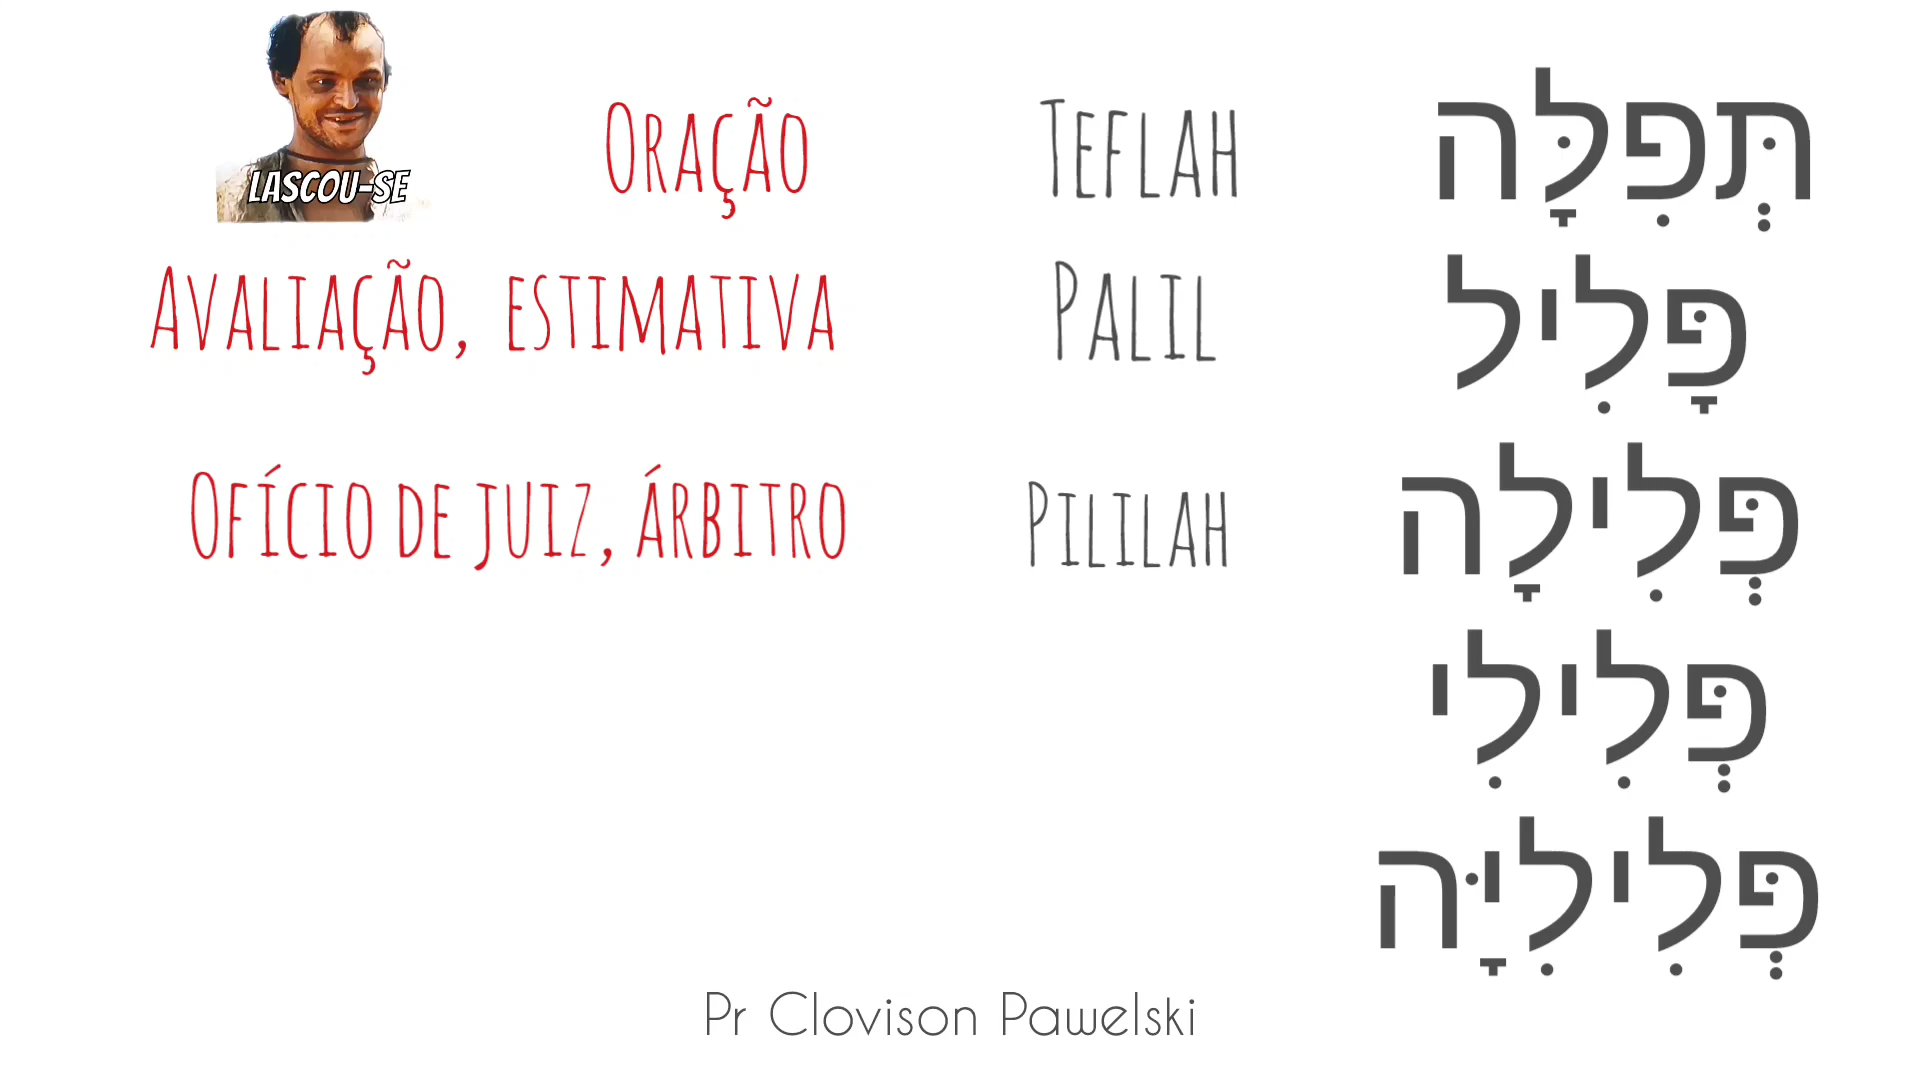 LASCOU-SE
Oração Teflah תְּפִלָּה
Avaliação, estimativa Palil פָּלִיל
Ofício de juiz, árbitro Pililah פְּלִילָה
פְּלִילִי
פְּלִילִיָּה
Pr Clovison Pawelski